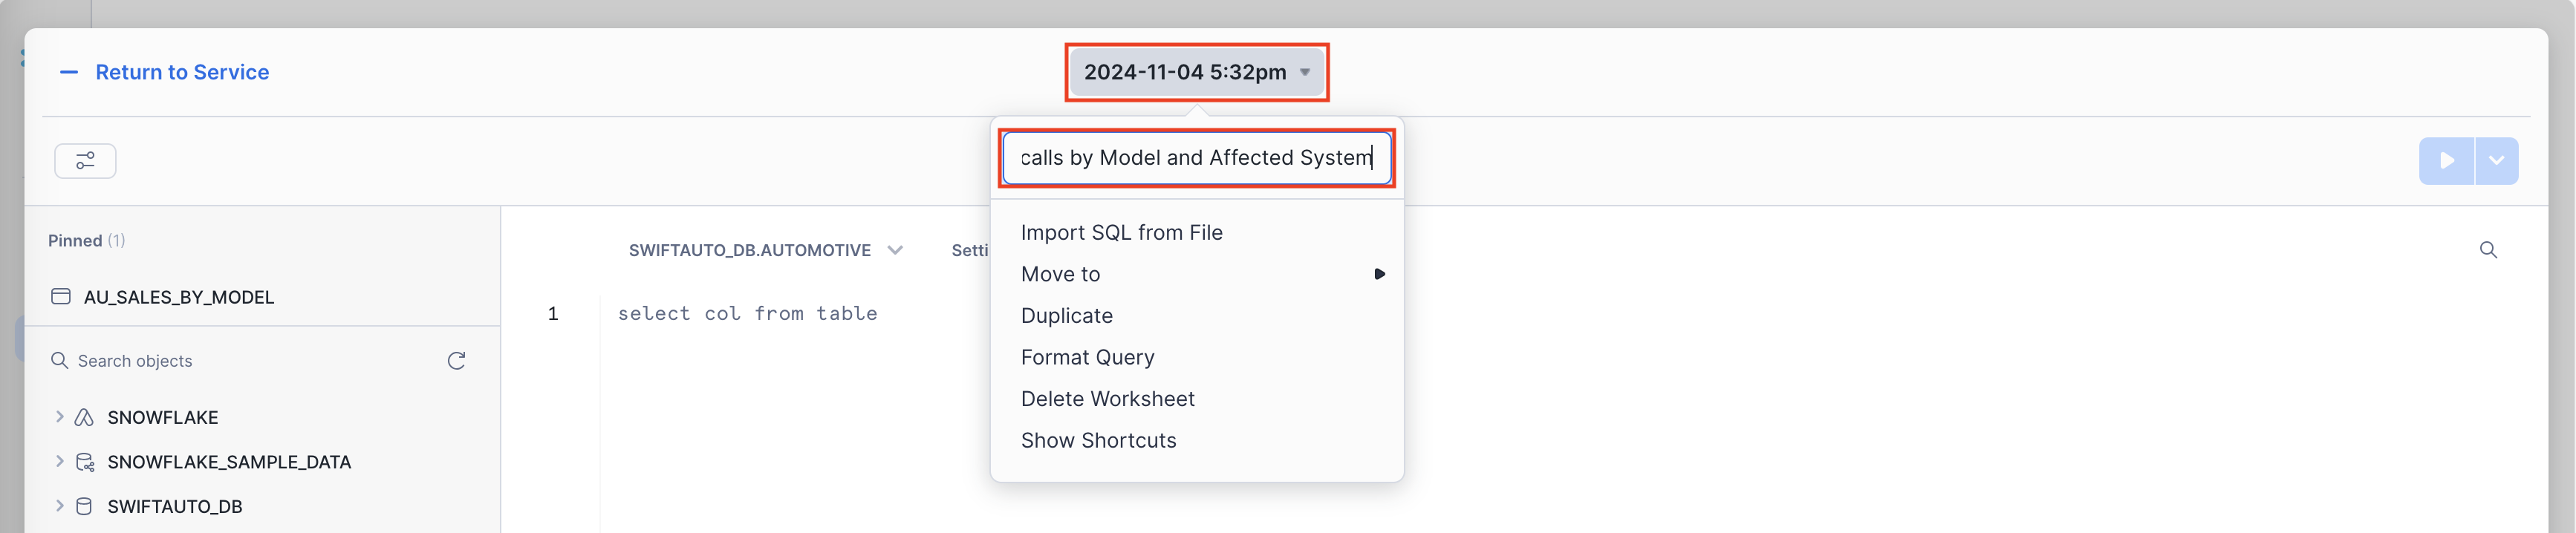 Return to Service
2024-11-04 5:32pm
calls by Model and Affected System
Import SQL from File
Move to
Duplicate
Format Query
Delete Worksheet
Show Shortcuts
Pinned (1)
AU_SALES_BY_MODEL
Search objects
SNOWFLAKE
SNOWFLAKE_SAMPLE_DATA
SWIFTAUTO_DB
SWIFTAUTO_DB.AUTOMOTIVE Setti
1 select col from table